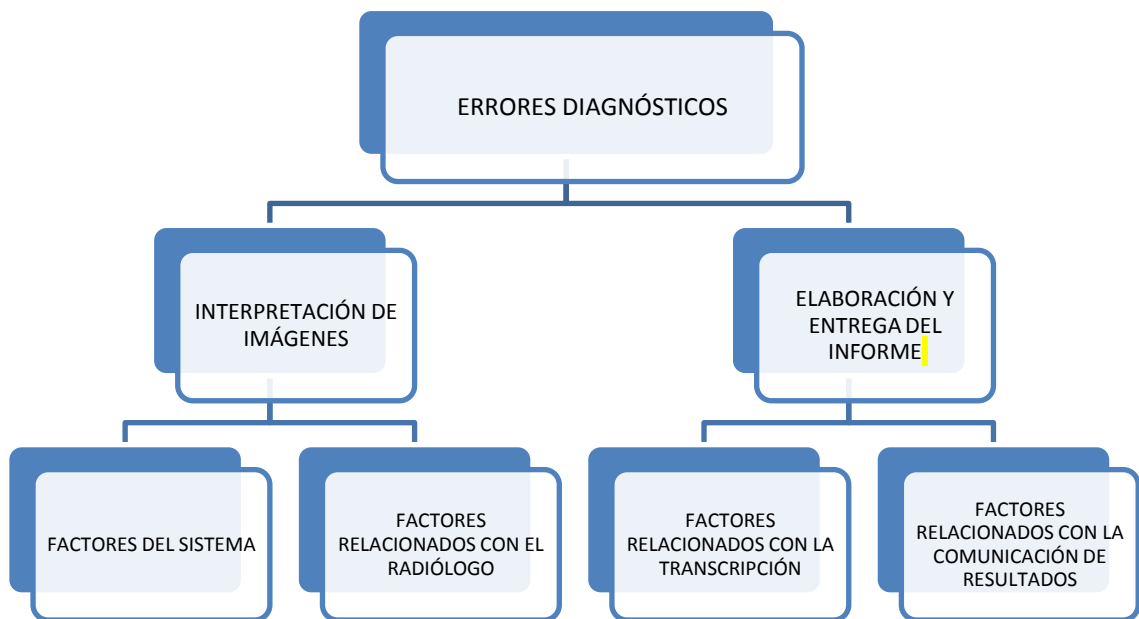 ERRORES DIAGNÓSTICOS
INTERPRETACIÓN DE
IMÁGENES
ELABORACIÓN Y
ENTREGA DEL
INFORME
FACTORES DEL SISTEMA
FACTORES
RELACIONADOS CON EL
RADIÓLOGO
FACTORES
RELACIONADOS CON LA
TRANSCRIPCIÓN
FACTORES
RELACIONADOS CON LA
COMUNICACIÓN DE
RESULTADOS